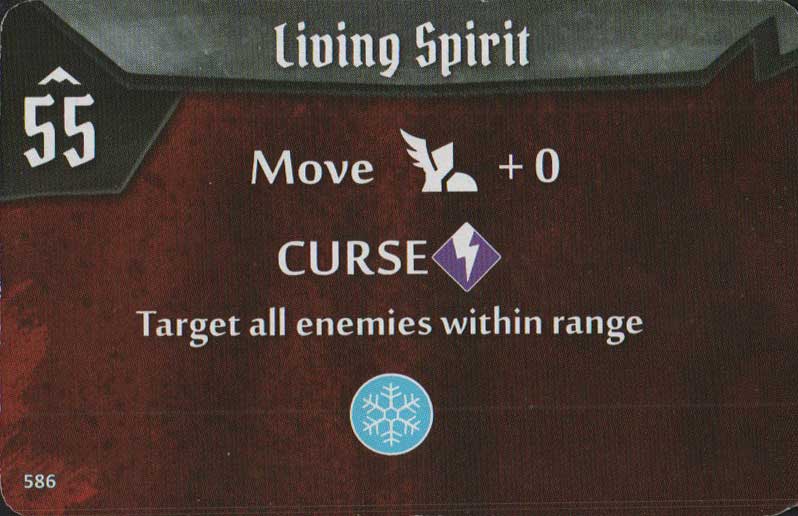 Living Spirit
55
Move + 0
CURSE
Target all enemies within range
586